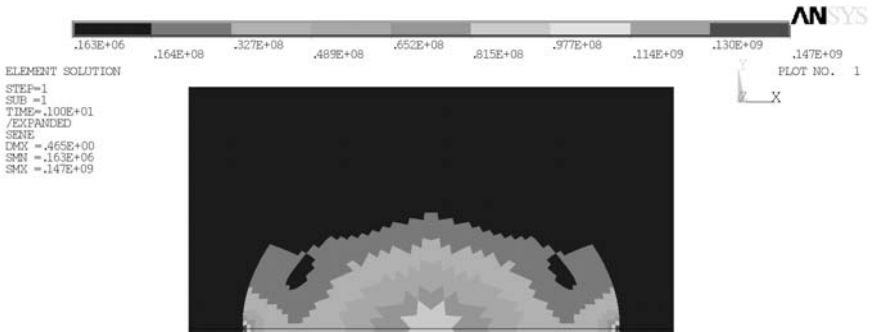 ANSYS
.163E+06 .164E+08 .327E+08 .489E+08 .652E+08 .815E+08 .977E+08 .114E+09 .130E+09 .147E+09
ELEMENT SOLUTION
PLOT NO. 1
STEP=1
SUB =1
TIME=.100E+01
/EXPANDED
SENE
DMX =.465E+00
SMN =.163E+06
SMX =.147E+09
Y
Z X